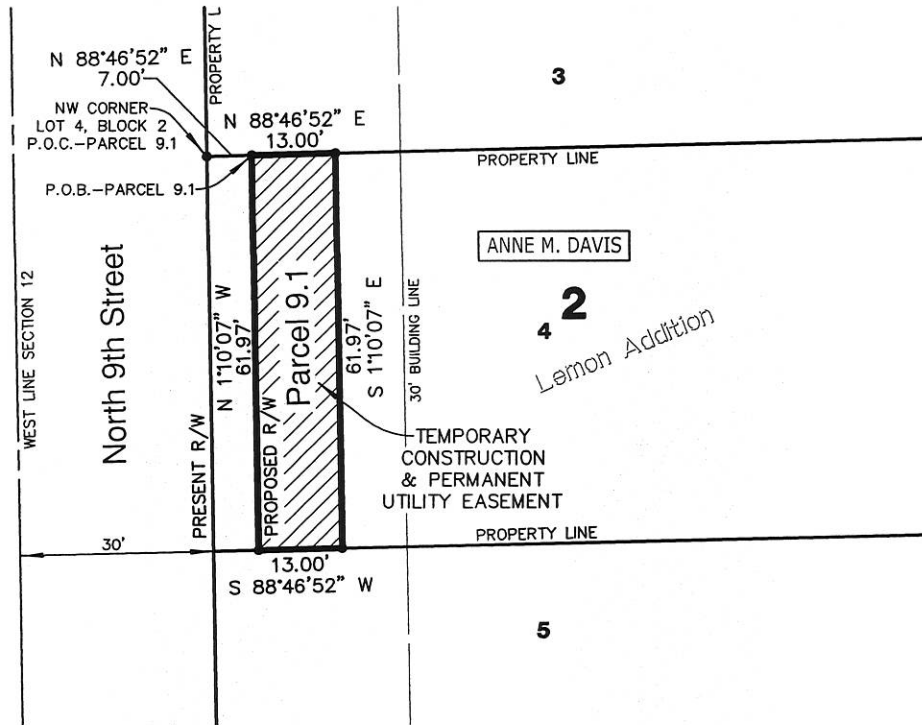 PROPERTY L
N 88°46'52" E
7.00'
3
NW CORNER
LOT 4, BLOCK 2
P.O.C.-PARCEL 9.1
N 88°46'52" E
13.00'
PROPERTY LINE
P.O.B.-PARCEL 9.1
ANNE M. DAVIS
WEST LINE SECTION 12
North 9th Street
PRESENT R/W
N 1°10'07" W
61.97'
PROPOSED R/W
Parcel 9.1
61.97'
S 1°10'07" E
30' BUILDING LINE
2
4
Lemon Addition
TEMPORARY
CONSTRUCTION
& PERMANENT
UTILITY EASEMENT
PROPERTY LINE
30'
13.00'
S 88°46'52" W
5